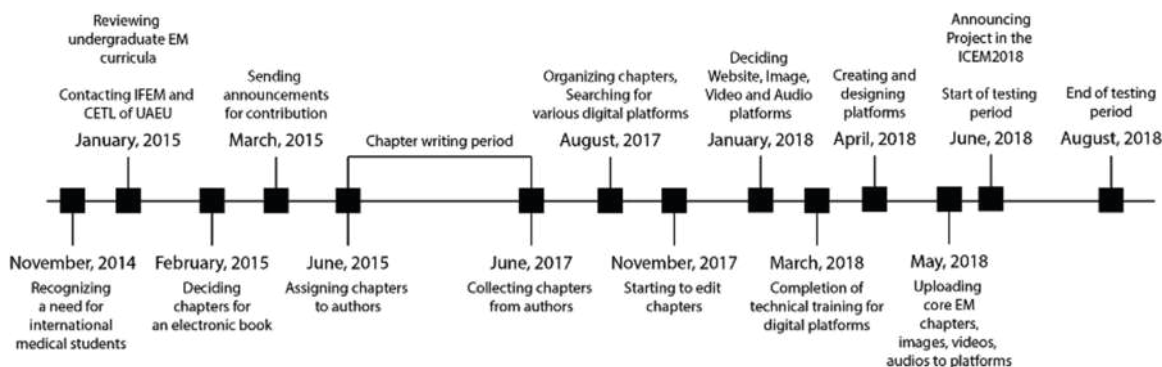 Reviewing
undergraduate EM
curricula
Contacting IFEM and
CETL of UAEU
January, 2015
Sending
announcements
for contribution
March, 2015
Chapter writing period
Organizing chapters,
Searching for
various digital platforms
August, 2017
Deciding
Website, Image,
Video and Audio
platforms
January, 2018
Creating and
designing
platforms
April, 2018
Announcing
Project in the
ICEM2018
Start of testing
period
June, 2018
End of testing
period
August, 2018
November, 2014
Recognizing
a need for
international
medical students
February, 2015
Deciding
chapters for
an electronic book
June, 2015
Assigning chapters
to authors
June, 2017
Collecting chapters
from authors
November, 2017
Starting to edit
chapters
March, 2018
Completion of
technical training for
digital platforms
May, 2018
Uploading
core EM
chapters,
images, videos,
audios to platforms